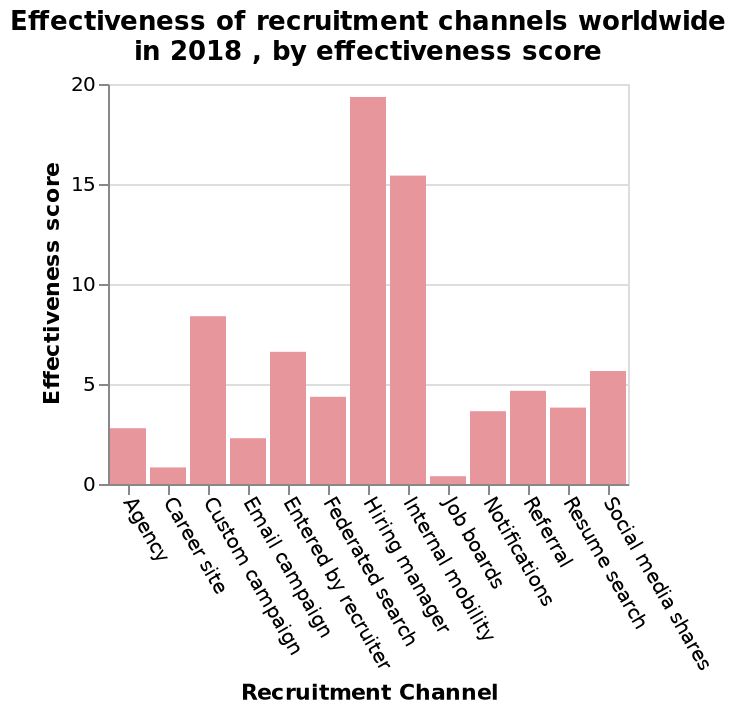 Effectiveness of recruitment channels worldwide
in 2018 , by effectiveness score
Effectiveness score
20
15
10
5
0
Agency
Career site
Custom campaign
Email campaign
Entered by recruiter
Federated search
Hiring manager
Internal mobility
Job boards
Notifications
Referral
Resume search
Social media shares
Recruitment Channel